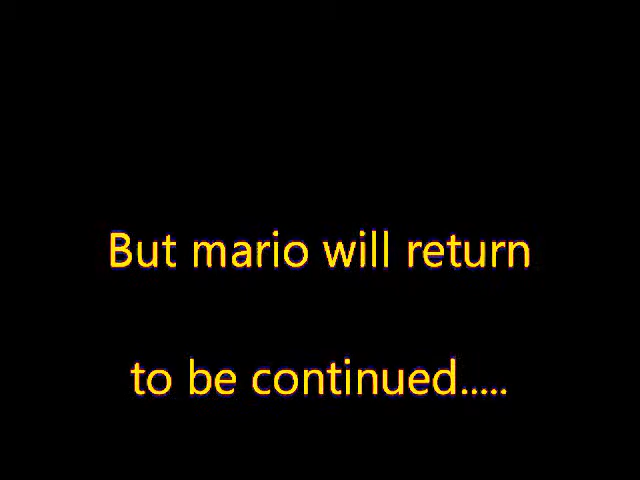 But mario will return
to be continued.....